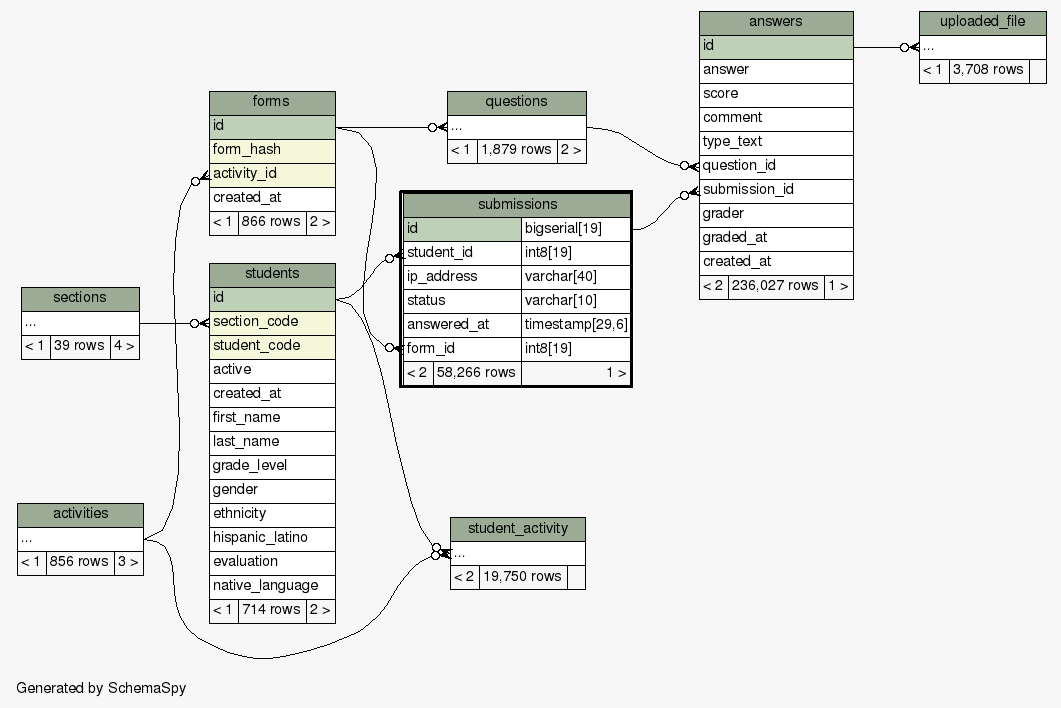 answers
id
answer
score
comment
type_text
question_id
submission_id
grader
graded_at
created_at
< 2 236,027 rows 1 >
uploaded_file
...
< 1 3,708 rows
forms
id
form_hash
activity_id
created_at
< 1 866 rows 2 >
questions
...
< 1 1,879 rows 2 >
submissions
id bigserial[19]
student_id int8[19]
ip_address varchar[40]
status varchar[10]
answered_at timestamp[29,6]
form_id int8[19]
< 2 58,266 rows 1 >
sections
...
< 1 39 rows 4 >
students
id
section_code
student_code
active
created_at
first_name
last_name
grade_level
gender
ethnicity
hispanic_latino
evaluation
native_language
< 1 714 rows 2 >
activities
...
< 1 856 rows 3 >
student_activity
...
< 2 19,750 rows
Generated by SchemaSpy